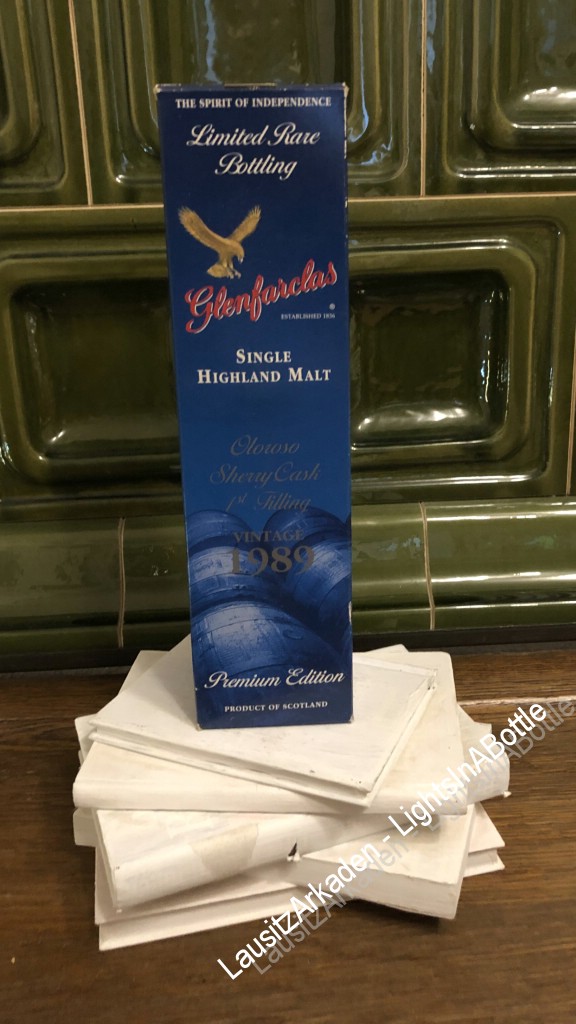 THE SPIRIT OF INDEPENDENCE
Limited Rare
Bottling
Glenfarclas
®
ESTABLISHED 1836
SINGLE
HIGHLAND MALT
Oloroso
Sherry Cask
1st Filling
VINTAGE
1989
Premium Edition
PRODUCT OF SCOTLAND
LausitzArkaden - LightsInABottle